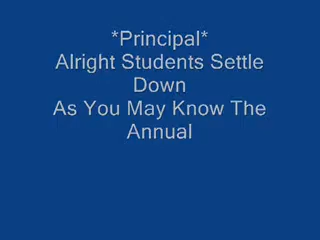 *Principal*
Alright Students Settle
Down
As You May Know The
Annual